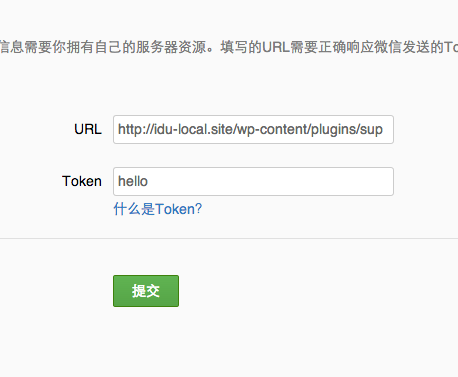 信息需要你拥有自己的服务器资源。填写的URL需要正确响应微信发送的To
URL http://idu-local.site/wp-content/plugins/sup
Token hello
什么是Token?
提交